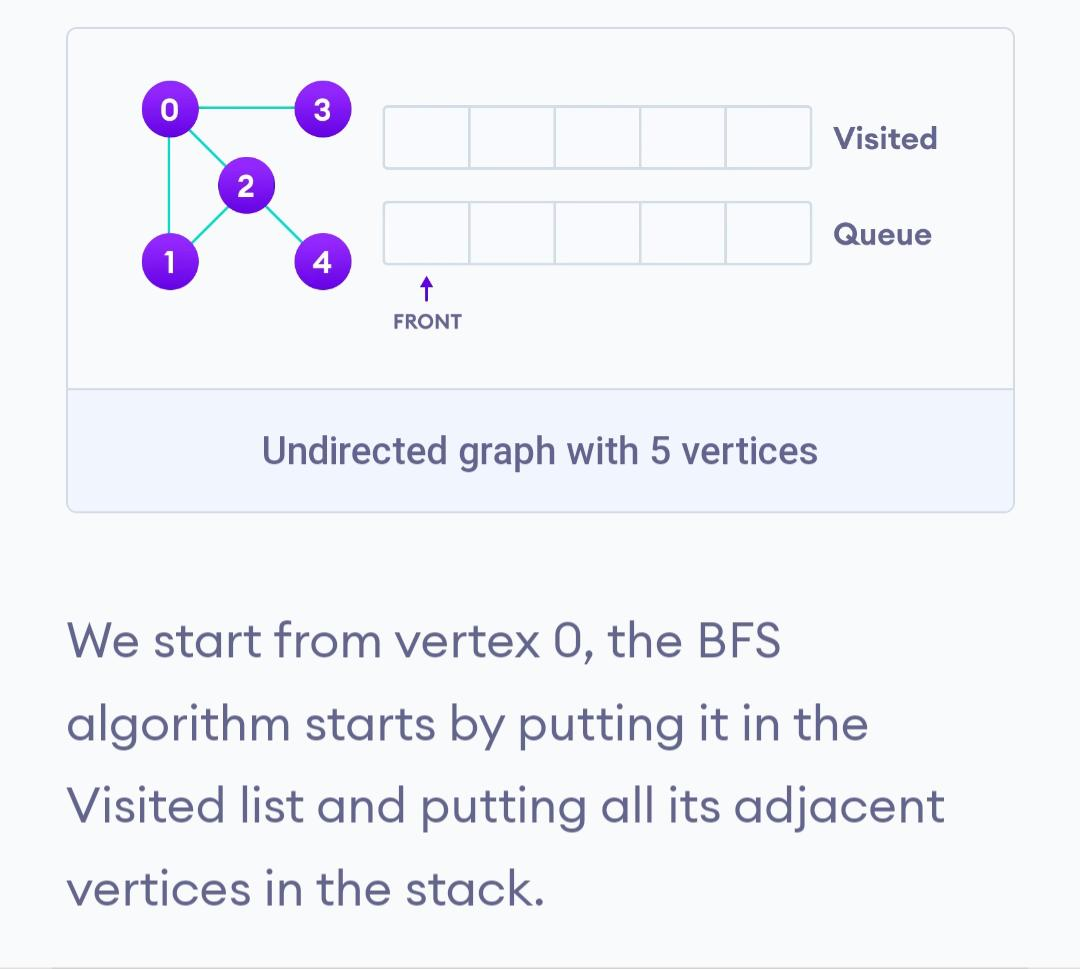 0
3
Visited
2
Queue
1
4
FRONT
Undirected graph with 5 vertices
We start from vertex 0, the BFS
algorithm starts by putting it in the
Visited list and putting all its adjacent
vertices in the stack.